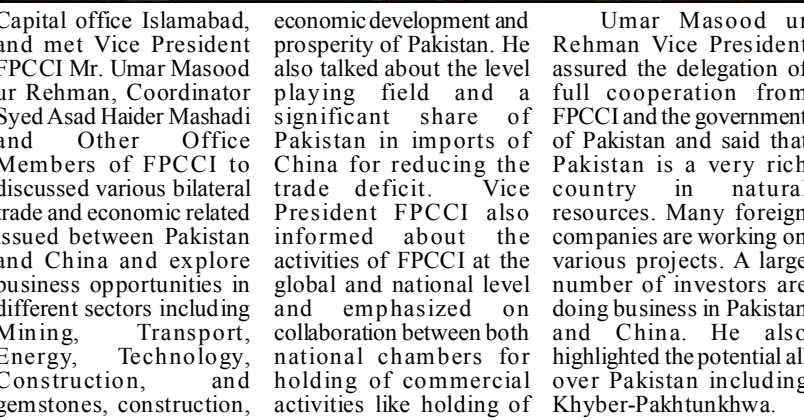 Capital office Islamabad,
and met Vice President
FPCCI Mr. Umar Masood
ur Rehman, Coordinator
Syed Asad Haider Mashadi
and Other Office
Members of FPCCI to
discussed various bilateral
trade and economic related
issued between Pakistan
and China and explore
business opportunities in
different sectors including
Mining, Transport,
Energy, Technology,
Construction, and
gemstones, construction,
economic development and
prosperity of Pakistan. He
also talked about the level
playing field and a
significant share of
Pakistan in imports of
China for reducing the
trade deficit. Vice
President FPCCI also
informed about the
activities of FPCCI at the
global and national level
and emphasized on
collaboration between both
national chambers for
holding of commercial
activities like holding of
Umar Masood ur
Rehman Vice President
assured the delegation of
full cooperation from
FPCCI and the government
of Pakistan and said that
Pakistan is a very rich
country in natural
resources. Many foreign
companies are working on
various projects. A large
number of investors are
doing business in Pakistan
and China. He also
highlighted the potential all
over Pakistan including
Khyber-Pakhtunkhwa.